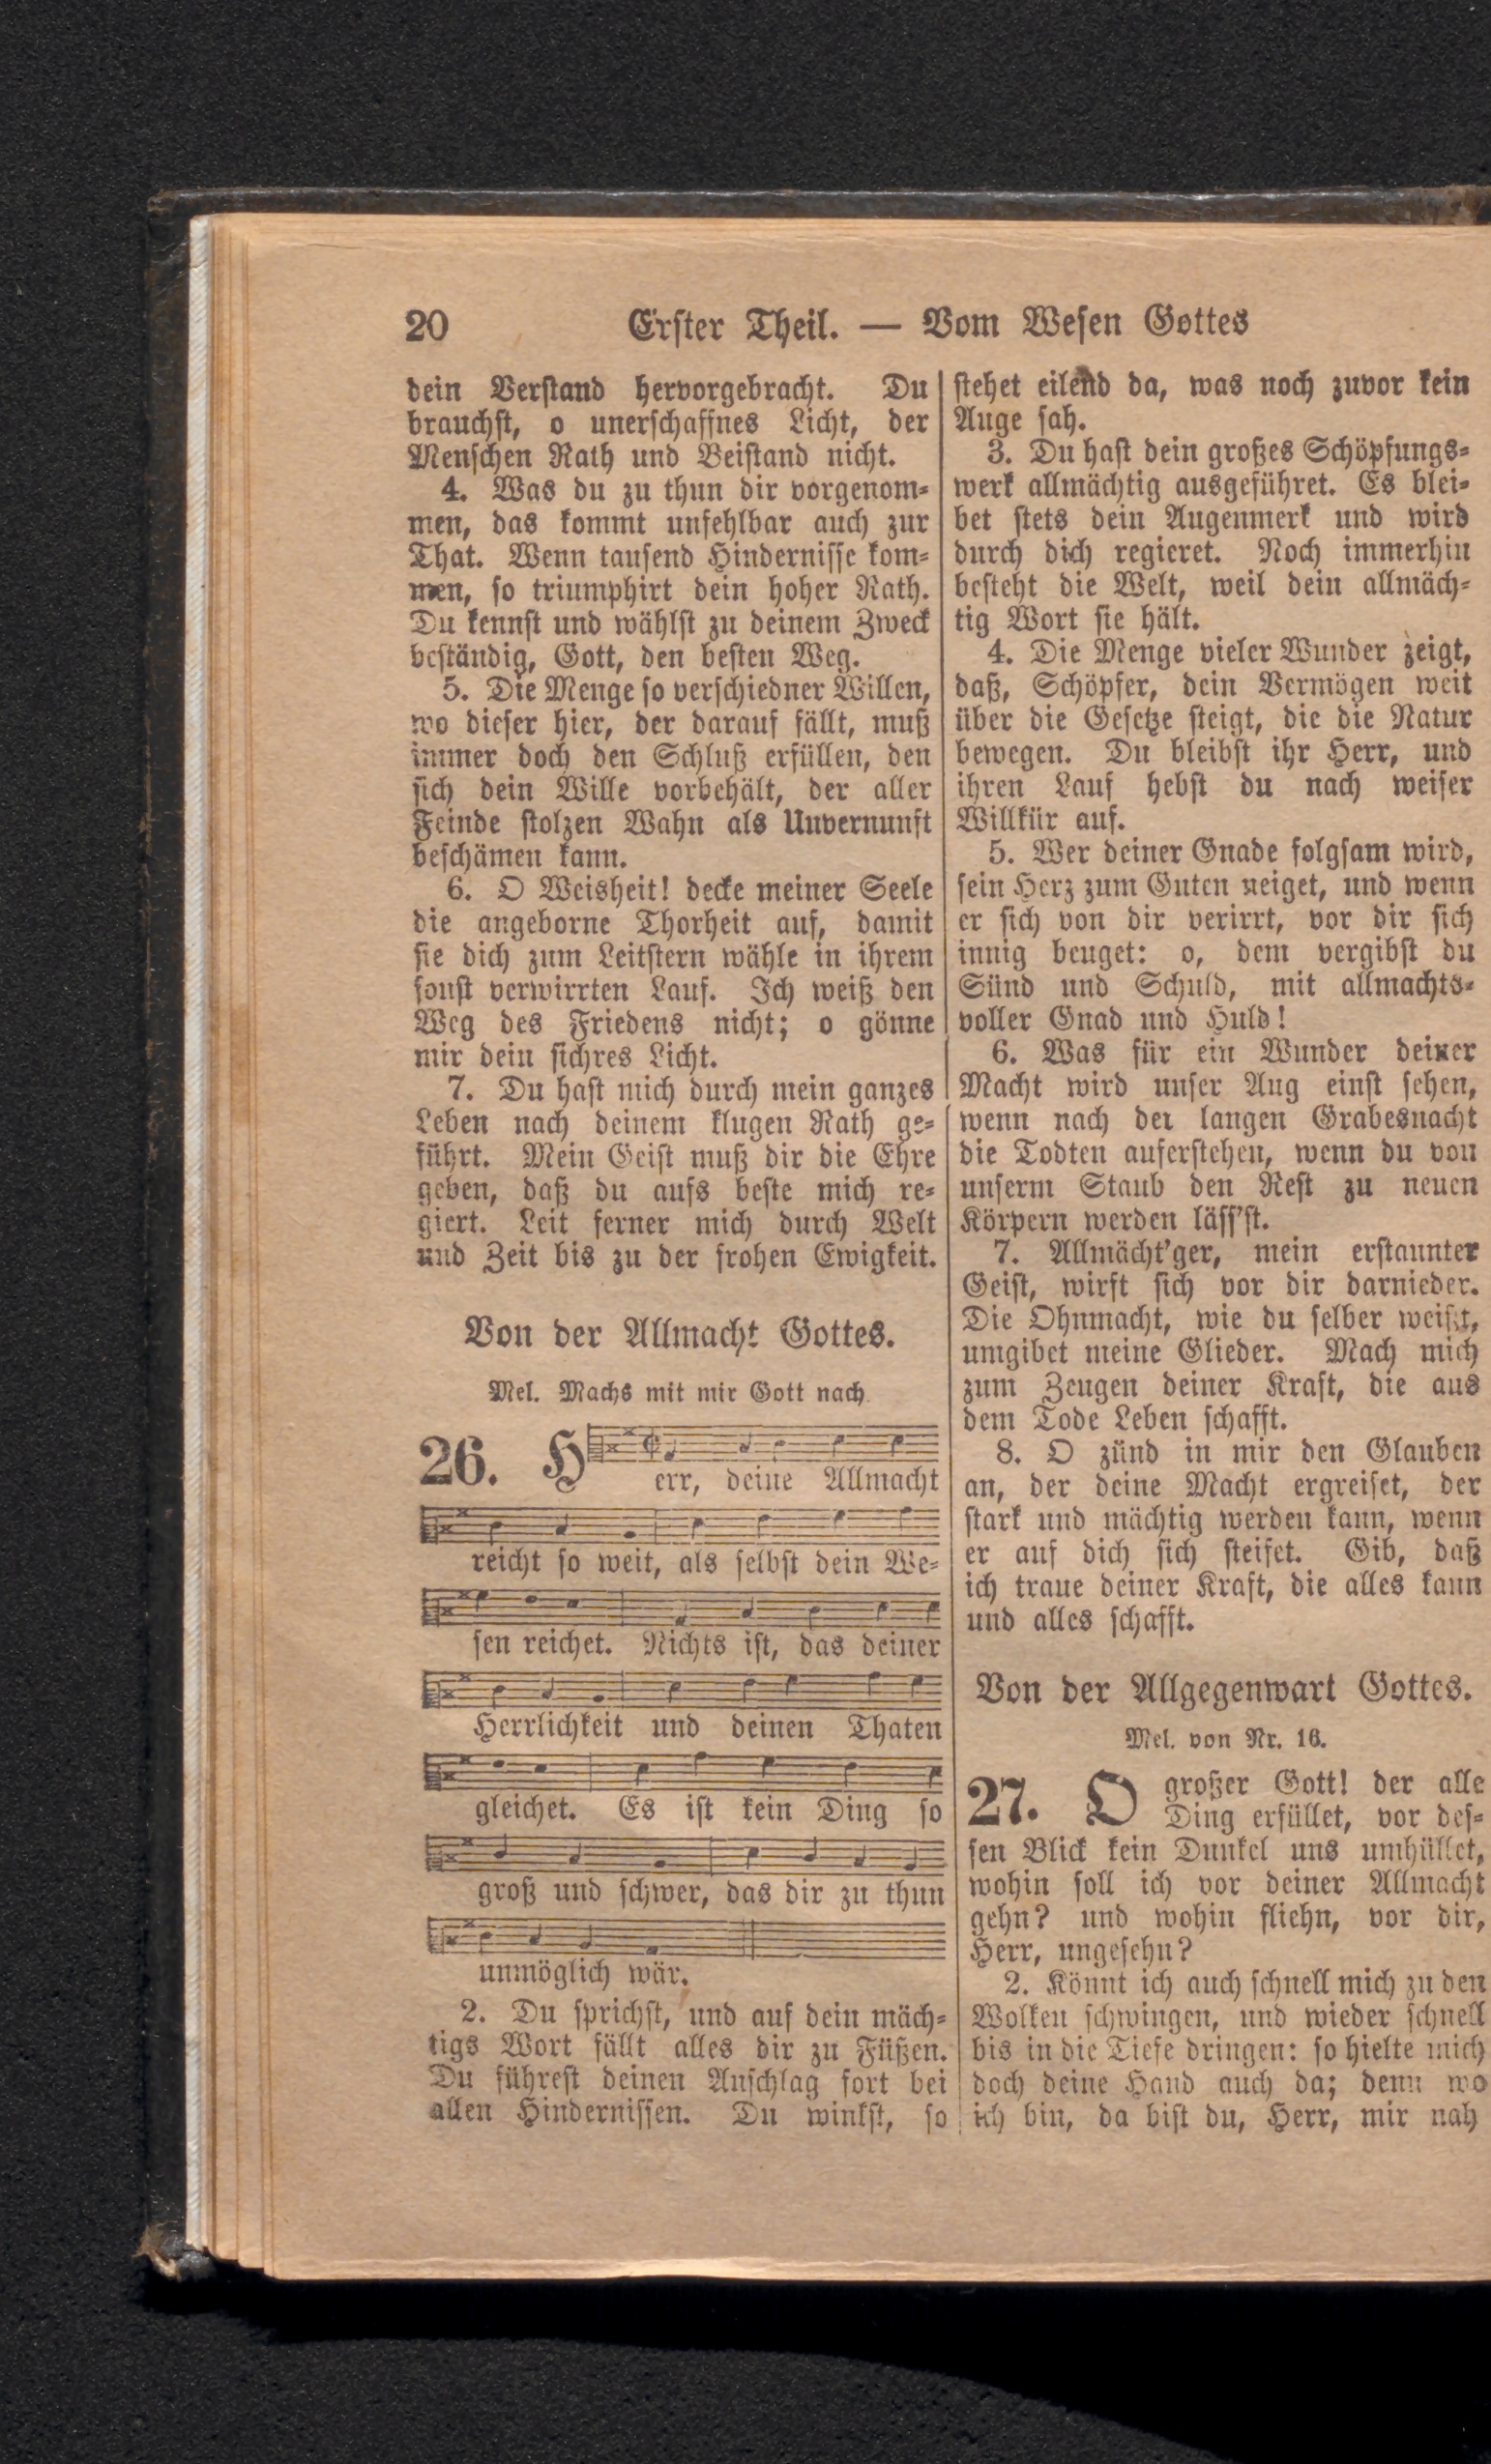 20 Erster Theil. — Vom Wesen Gottes
dein Verstand hervorgebracht. Du
brauchst, o unerschaffnes Licht, der
Menschen Rath und Beistand nicht.
4. Was du zu thun dir vorgenom-
men, das kommt unfehlbar auch zur
That. Wenn tausend Hindernisse kom-
men, so triumphirt dein hoher Rath.
Du kennst und wählst zu deinem Zweck
beständig, Gott, den besten Weg.
5. Die Menge so verschiedner Willen,
wo dieser hier, der darauf fällt, muß
immer doch den Schluß erfüllen, den
sich dein Wille vorbehält, der aller
Feinde stolzen Wahn als Unvernunft
beschämen kann.
6. O Weisheit! decke meiner Seele
die angeborne Thorheit auf, damit
sie dich zum Leitstern wähle in ihrem
sonst verwirrten Lauf. Ich weiß den
Weg des Friedens nicht; o gönne
mir dein sichres Licht.
7. Du hast mich durch mein ganzes
Leben nach deinem klugen Rath ge-
führt. Mein Geist muß dir die Ehre
geben, daß du aufs beste mich re-
giert. Leit ferner mich durch Welt
und Zeit bis zu der frohen Ewigkeit.
Von der Allmacht Gottes.
Mel. Machs mit mir Gott nach.
26. Herr, deine Allmacht
reicht so weit, als selbst dein We-
sen reichet. Nichts ist, das deiner
Herrlichkeit und deinen Thaten
gleichet. Es ist kein Ding so
groß und schwer, das dir zu thun
unmöglich wär.
2. Du sprichst, und auf dein mäch-
tigs Wort fällt alles dir zu Füßen.
Du führest deinen Anschlag fort bei
allen Hindernissen. Du winkst, so
stehet eilend da, was noch zuvor kein
Auge sah.
3. Du hast dein großes Schöpfungs-
werk allmächtig ausgeführet. Es blei-
bet stets dein Augenmerk und wird
durch dich regieret. Noch immerhin
besteht die Welt, weil dein allmäch-
tig Wort sie hält.
4. Die Menge vieler Wunder zeigt,
daß, Schöpfer, dein Vermögen weit
über die Gesetze steigt, die die Natur
bewegen. Du bleibst ihr Herr, und
ihren Lauf hebst du nach weiser
Willkür auf.
5. Wer deiner Gnade folgsam wird,
sein Herz zum Guten neiget, und wenn
er sich von dir verirrt, vor dir sich
innig beuget: o, dem vergibst du
Sünd und Schuld, mit allmachts-
voller Gnad und Huld!
6. Was für ein Wunder deiner
Macht wird unser Aug einst sehen,
wenn nach der langen Grabesnacht
die Todten auferstehen, wenn du von
unserm Staub den Rest zu neuen
Körpern werden läss'st.
7. Allmächt'ger, mein erstaunter
Geist, wirft sich vor dir darnieder.
Die Ohnmacht, wie du selber weißt,
umgibet meine Glieder. Mach mich
zum Zeugen deiner Kraft, die aus
dem Tode Leben schafft.
8. O zünd in mir den Glauben
an, der deine Macht ergreifet, der
stark und mächtig werden kann, wenn
er auf dich sich steifet. Gib, daß
ich traue deiner Kraft, die alles kann
und alles schafft.
Von der Allgegenwart Gottes.
Mel. von Nr. 16.
27. O großer Gott! der alle
Ding erfüllet, vor des-
sen Blick kein Dunkel uns umhüllet,
wohin soll ich vor deiner Allmacht
gehn? und wohin fliehn, vor dir,
Herr, ungesehn?
2. Könnt ich auch schnell mich zu den
Wolken schwingen, und wieder schnell
bis in die Tiefe dringen: so hielte mich
doch deine Hand auch da; denn wo
ich bin, da bist du, Herr, mir nah